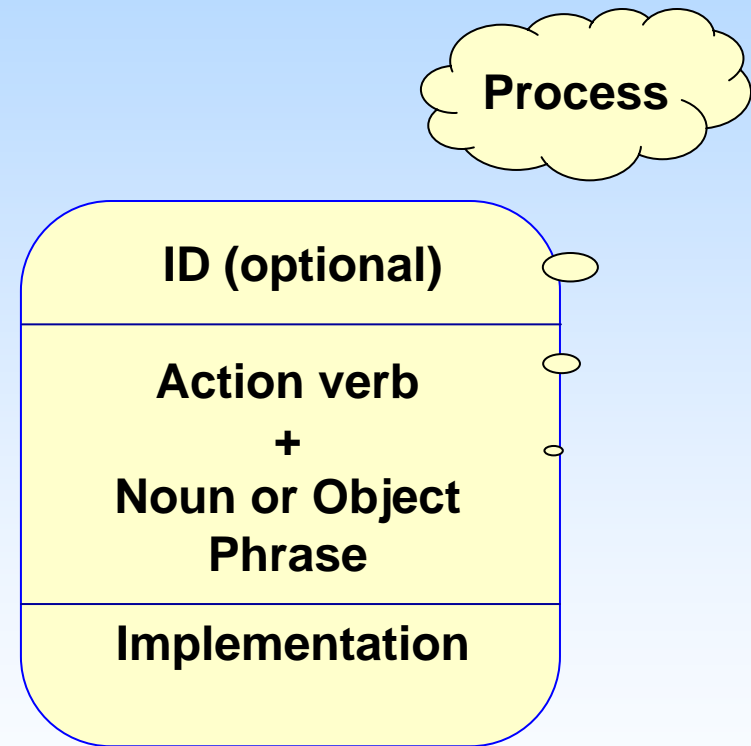 Process
ID (optional)
Action verb
+
Noun or Object
Phrase
Implementation